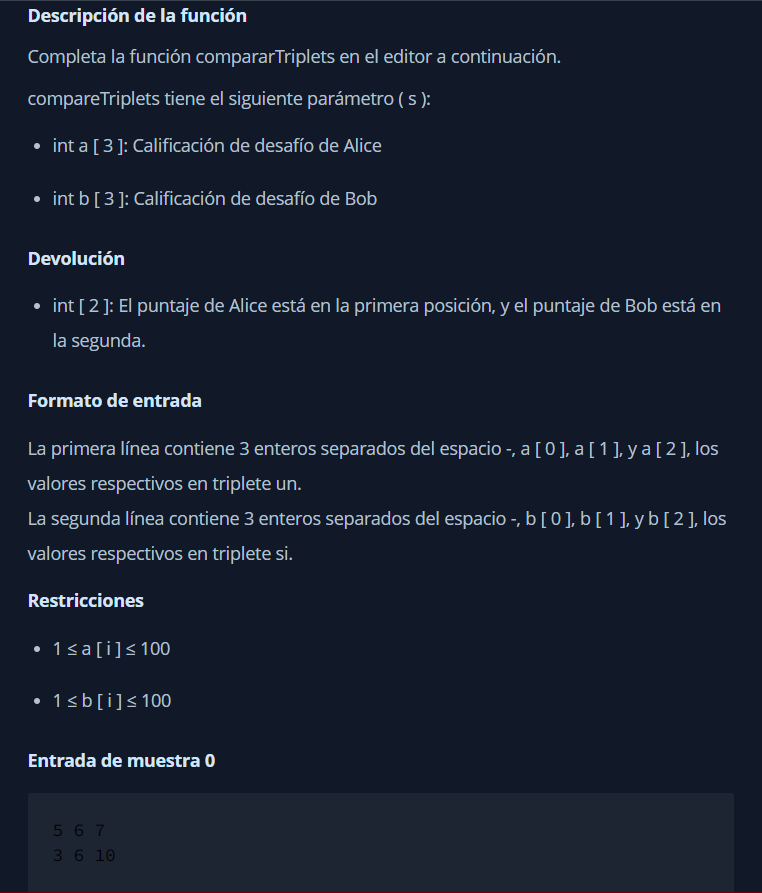 Descripción de la función
Completa la función compararTriplets en el editor a continuación.
compareTriplets tiene el siguiente parámetro ( s ):
• int a [ 3 ]: Calificación de desafío de Alice
• int b [ 3 ]: Calificación de desafío de Bob
Devolución
• int [ 2 ]: El puntaje de Alice está en la primera posición, y el puntaje de Bob está en
la segunda.
Formato de entrada
La primera línea contiene 3 enteros separados del espacio -, a [ 0 ], a [ 1 ], y a [ 2 ], los
valores respectivos en triplete un.
La segunda línea contiene 3 enteros separados del espacio -, b [ 0 ], b [ 1 ], y b [ 2 ], los
valores respectivos en triplete si.
Restricciones
• 1 ≤ a [ i ] ≤ 100
• 1 ≤ b [ i ] ≤ 100
Entrada de muestra 0
5 6 7
3 6 10